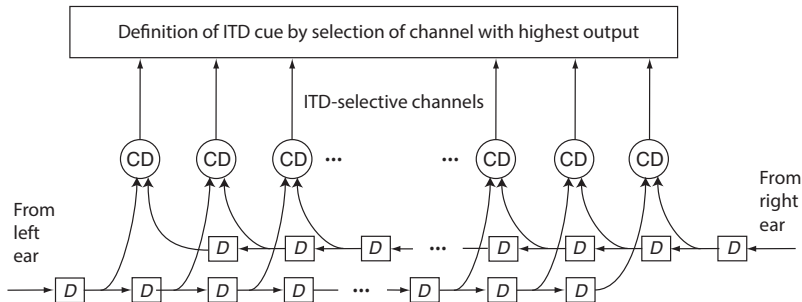 Definition of ITD cue by selection of channel with highest output
ITD-selective channels
CD CD CD ... ... CD CD CD
From
left
ear
From
right
ear
D D D ... D D D D
D D D D ... D D D